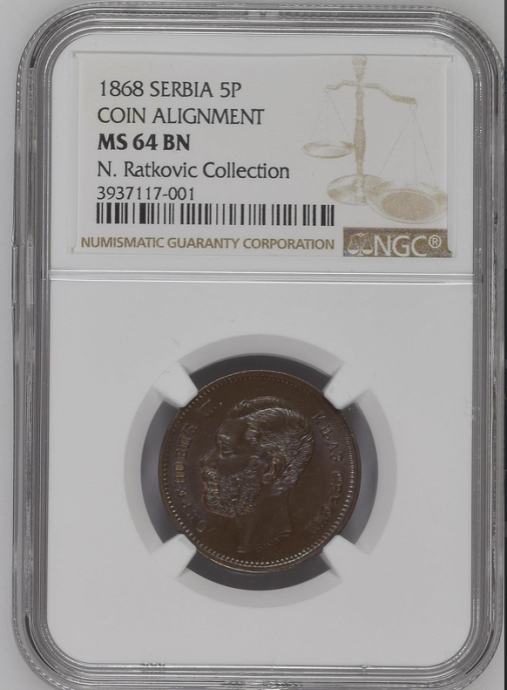 1868 SERBIA 5P
COIN ALIGNMENT
MS 64 BN
N. Ratkovic Collection
3937117-001
NUMISMATIC GUARANTY CORPORATION
NGC®